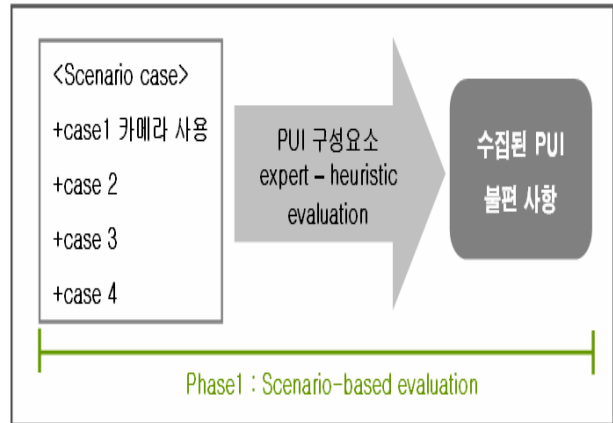 <Scenario case>
+case1 카메라 사용
+case 2
+case 3
+case 4
PUI 구성요소
expert – heuristic
evaluation
수집된 PUI
불편 사항
Phase1 : Scenario-based evaluation